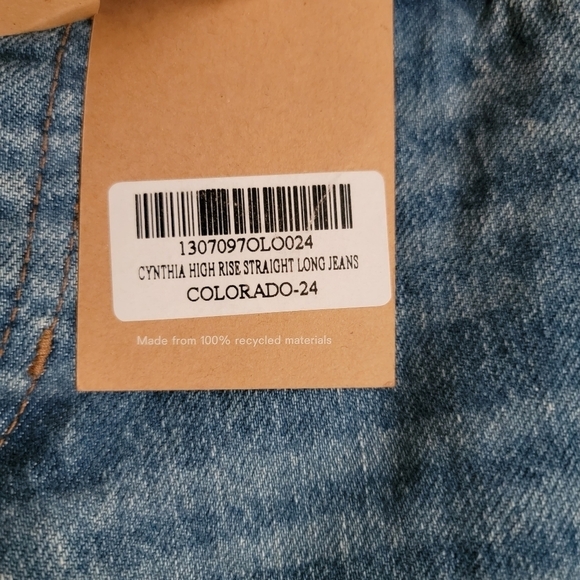 1307097OLO024
CYNTHIA HIGH RISE STRAIGHT LONG JEANS
COLORADO-24
Made from 100% recycled materials